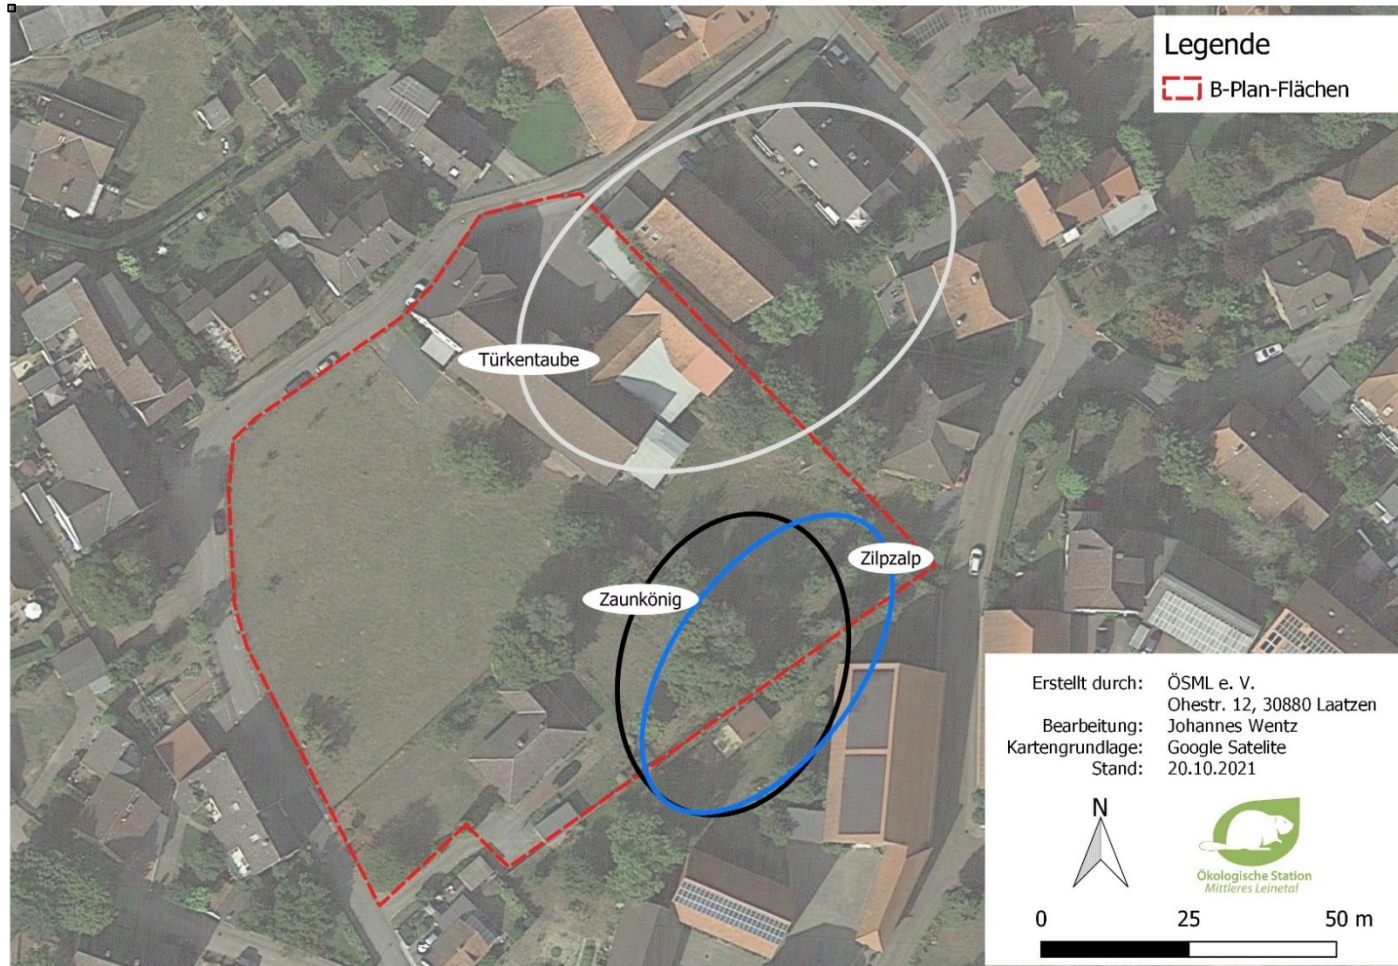 Legende
B-Plan-Flächen
Türkentaube
Zilpzalp
Zaunkönig
Erstellt durch: ÖSML e. V.
Ohestr. 12, 30880 Laatzen
Bearbeitung: Johannes Wentz
Kartengrundlage: Google Satelite
Stand: 20.10.2021
N
Ökologische Station
Mittleres Leinetal
0 25 50 m